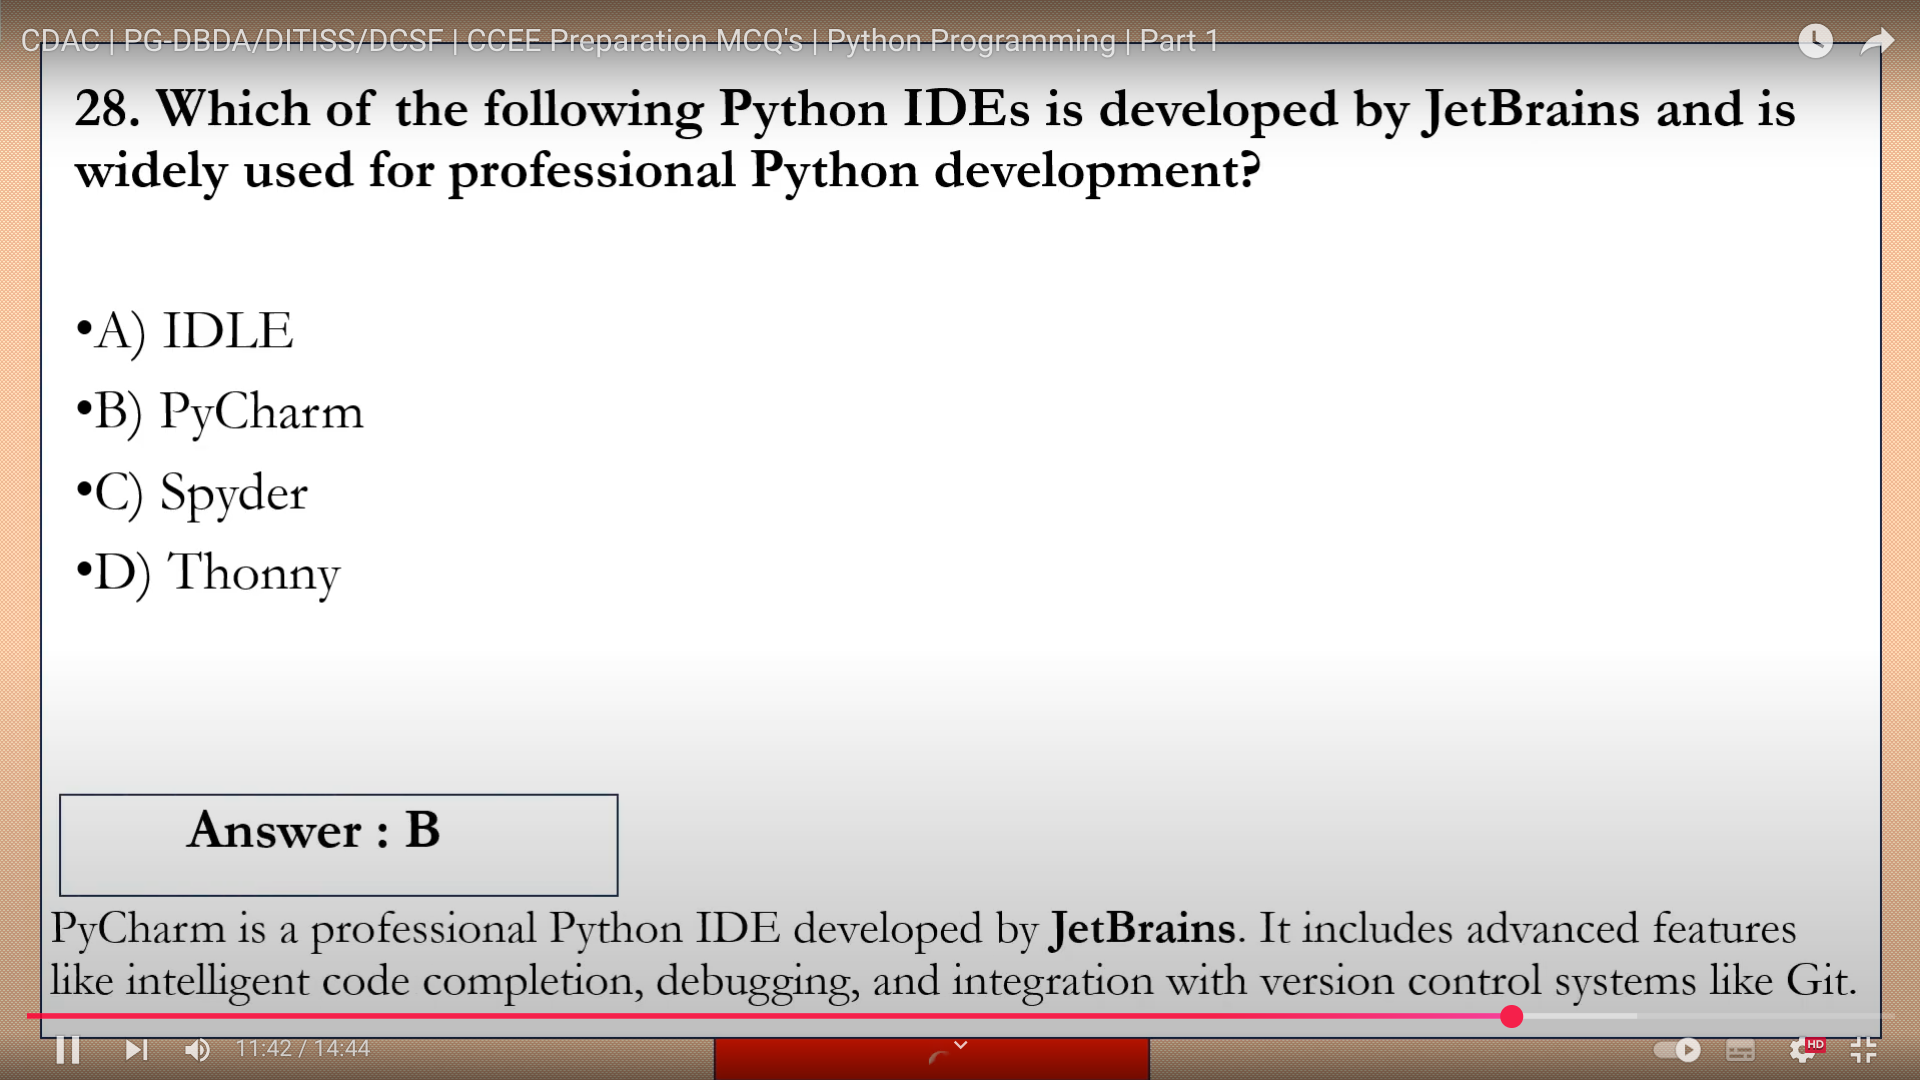 CDAC | PG-DBDA/DITISS/DCSF | CCEE Preparation MCQ's | Python Programming | Part 1
28. Which of the following Python IDEs is developed by JetBrains and is
widely used for professional Python development?
•A) IDLE
•B) PyCharm
•C) Spyder
•D) Thonny
Answer : B
PyCharm is a professional Python IDE developed by JetBrains. It includes advanced features
like intelligent code completion, debugging, and integration with version control systems like Git.
11:42 / 14:44
HD